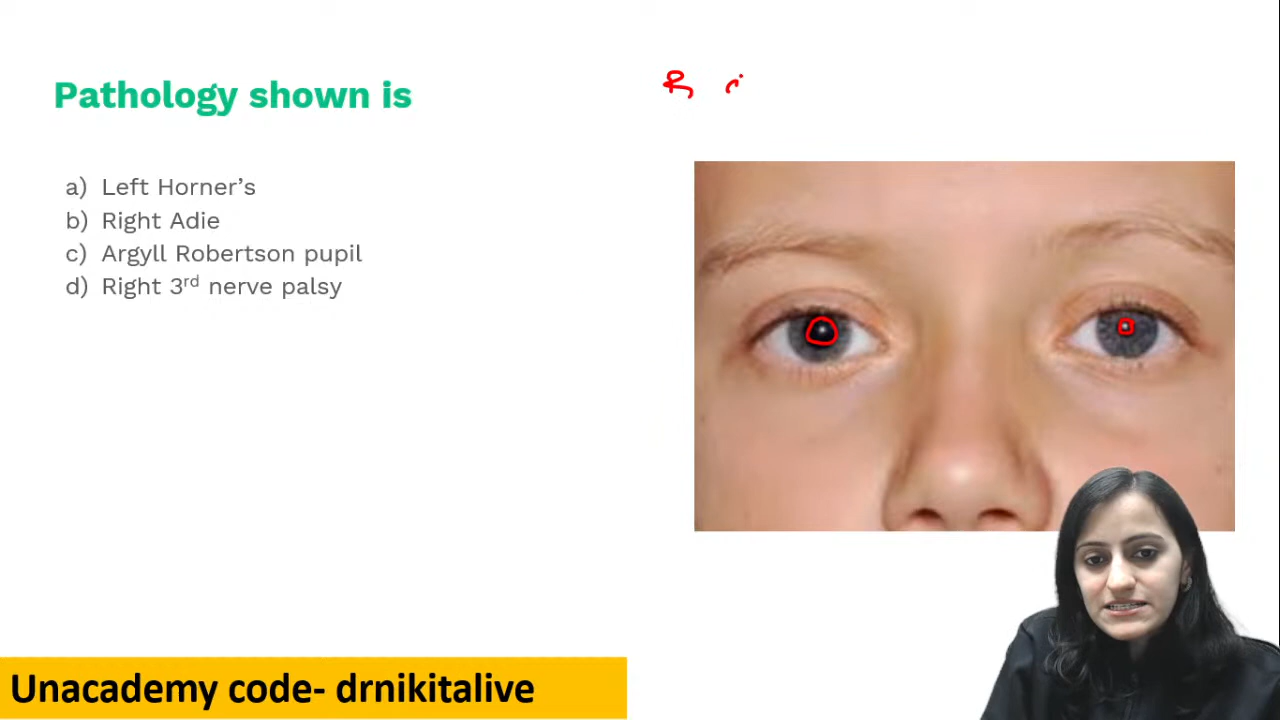 Pathology shown is
R
a) Left Horner’s
b) Right Adie
c) Argyll Robertson pupil
d) Right 3rd nerve palsy
Unacademy code- drnikitalive